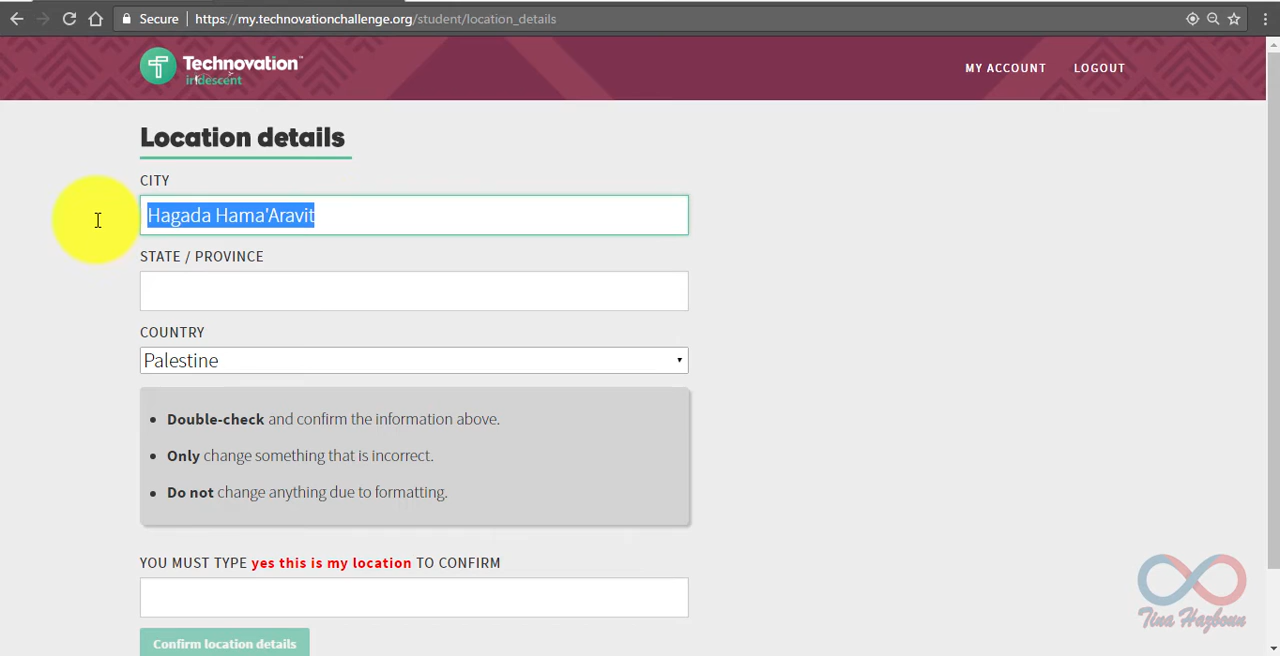 Secure https://my.technovationchallenge.org/student/location_details
Technovation™
iridescent
MY ACCOUNT LOGOUT
Location details
CITY
Hagada Hama'Aravit
STATE / PROVINCE
COUNTRY
Palestine
Double-check and confirm the information above.
Only change something that is incorrect.
Do not change anything due to formatting.
YOU MUST TYPE yes this is my location TO CONFIRM
Confirm location details
Tina Hazboun